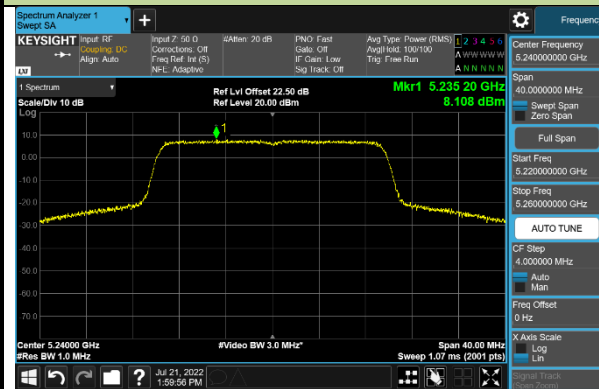 Spectrum Analyzer 1
Swept SA
+
Frequency
KEYSIGHT
Input: RF
Coupling: DC
Align: Auto
Input Z: 50 Ω
Corrections: Off
Freq Ref: Int (S)
NFE: Adaptive
#Atten: 20 dB
PNO: Fast
Gate: Off
IF Gain: Low
Sig Track: Off
Avg Type: Power (RMS)
Avg|Hold: 100/100
Trig: Free Run
1 2 3 4 5 6
A W W W W W
A N N N N N
LXI
1 Spectrum
Scale/Div 10 dB
Ref Lvl Offset 22.50 dB
Ref Level 20.00 dBm
Mkr1 5.235 20 GHz
8.108 dBm
Log
10.0
0.00
-10.0
-20.0
-30.0
-40.0
-50.0
-60.0
-70.0
1
Center 5.24000 GHz
#Res BW 1.0 MHz
#Video BW 3.0 MHz*
Span 40.00 MHz
Sweep 1.07 ms (2001 pts)
Jul 21, 2022
1:59:56 PM
Center Frequency
5.240000000 GHz
Span
40.0000000 MHz
Swept Span
Zero Span
Full Span
Start Freq
5.220000000 GHz
Stop Freq
5.260000000 GHz
AUTO TUNE
CF Step
4.000000 MHz
Auto
Man
Freq Offset
0 Hz
X Axis Scale
Log
Lin
Signal Track
(Span Zoom)